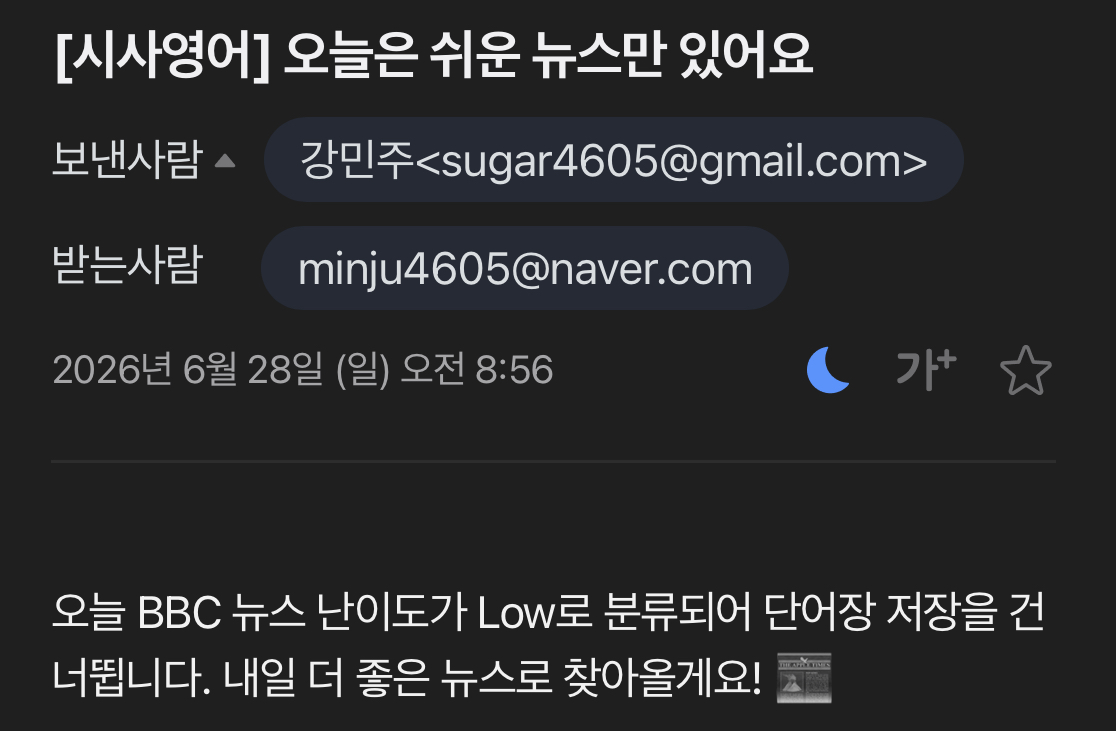 [시사영어] 오늘은 쉬운 뉴스만 있어요
보낸사람 강민주<sugar4605@gmail.com>
받는사람 minju4605@naver.com
2026년 6월 28일 (일) 오전 8:56 가+
오늘 BBC 뉴스 난이도가 Low로 분류되어 단어장 저장을 건
너뜁니다. 내일 더 좋은 뉴스로 찾아올게요!